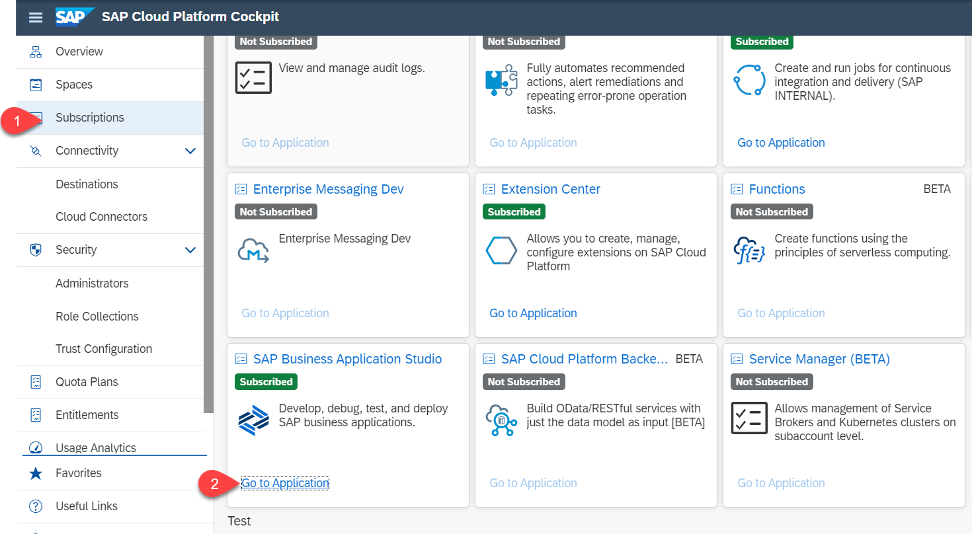 SAP SAP Cloud Platform Cockpit
Overview
Spaces
1
Subscriptions
Connectivity
Destinations
Cloud Connectors
Security
Administrators
Role Collections
Trust Configuration
Quota Plans
Entitlements
Usage Analytics
Favorites
Useful Links
Not Subscribed
View and manage audit logs.
Go to Application
Not Subscribed
Fully automates recommended
actions, alert remediations and
repeating error-prone operation
tasks.
Go to Application
Subscribed
Create and run jobs for continuous
integration and delivery (SAP
INTERNAL).
Go to Application
Enterprise Messaging Dev
Not Subscribed
Enterprise Messaging Dev
M
Go to Application
Extension Center
Subscribed
Allows you to create, manage,
configure extensions on SAP Cloud
Platform
Go to Application
Functions BETA
Not Subscribed
Create functions using the
principles of serverless computing.
f{≡}
Go to Application
SAP Business Application Studio
Subscribed
Develop, debug, test, and deploy
SAP business applications.
2
Go to Application
SAP Cloud Platform Backe... BETA
Not Subscribed
Build OData/RESTful services with
just the data model as input [BETA]
Go to Application
Service Manager (BETA)
Not Subscribed
Allows management of Service
Brokers and Kubernetes clusters on
subaccount level.
Go to Application
Test